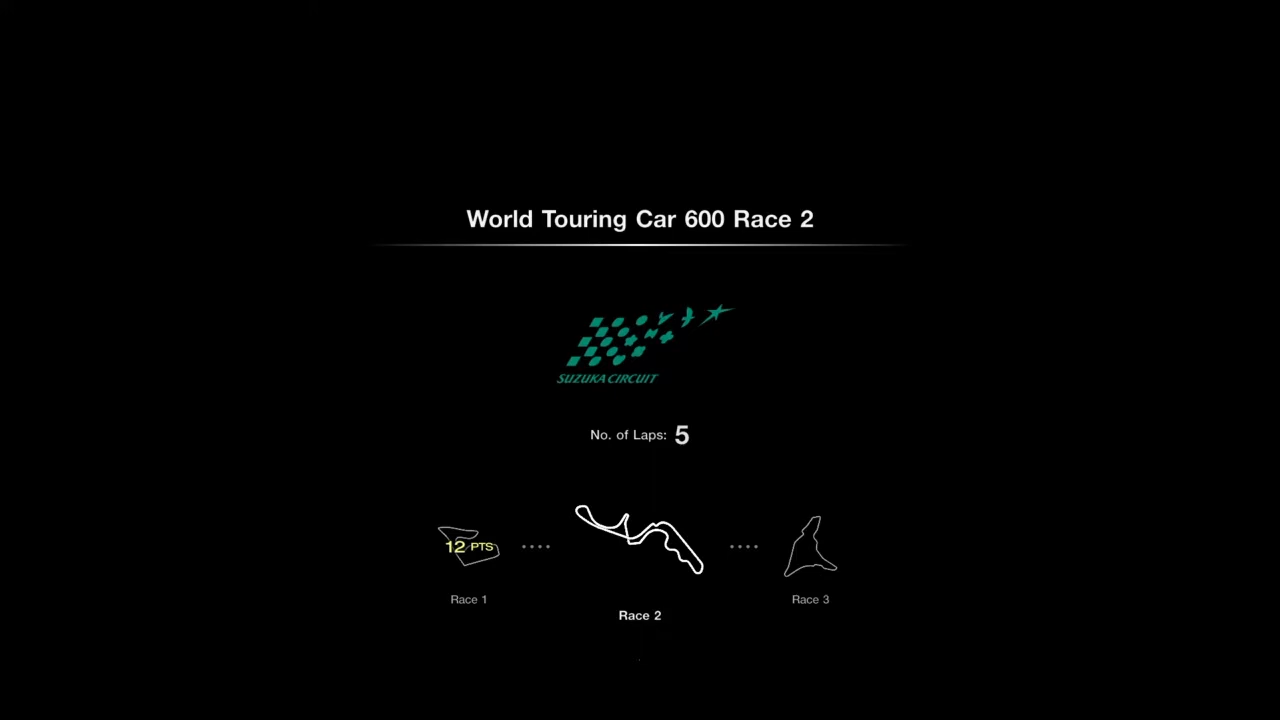 World Touring Car 600 Race 2
SUZUKA CIRCUIT
No. of Laps: 5
12 PTS
Race 1
Race 3
Race 2